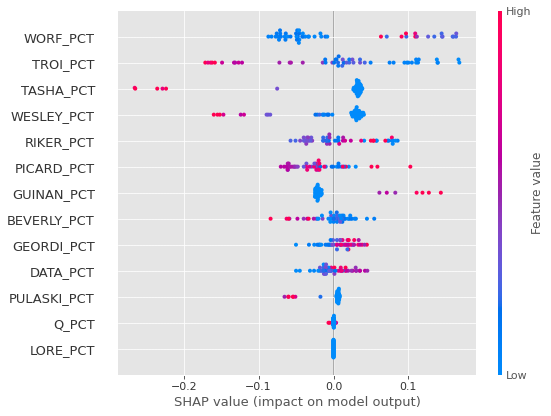 High
WORF_PCT
TROI_PCT
TASHA_PCT
WESLEY_PCT
RIKER_PCT
PICARD_PCT
GUINAN_PCT
BEVERLY_PCT
GEORDI_PCT
DATA_PCT
PULASKI_PCT
Q_PCT
LORE_PCT
Feature value
Low
−0.2 −0.1 0.0 0.1
SHAP value (impact on model output)